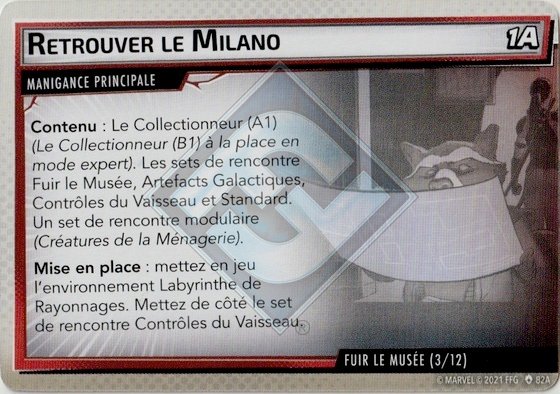 Retrouver le Milano
1A
Manigance principale
Contenu : Le Collectionneur (A1)
(Le Collectionneur (B1) à la place en
mode expert). Les sets de rencontre
Fuir le Musée, Artefacts Galactiques,
Contrôles du Vaisseau et Standard.
Un set de rencontre modulaire
(Créatures de la Ménagerie).
Mise en place : mettez en jeu
l'environnement Labyrinthe de
Rayonnages. Mettez de côté le set
de rencontre Contrôles du Vaisseau.
Fuir le Musée (3/12)
© MARVEL © 2021 FFG 82A